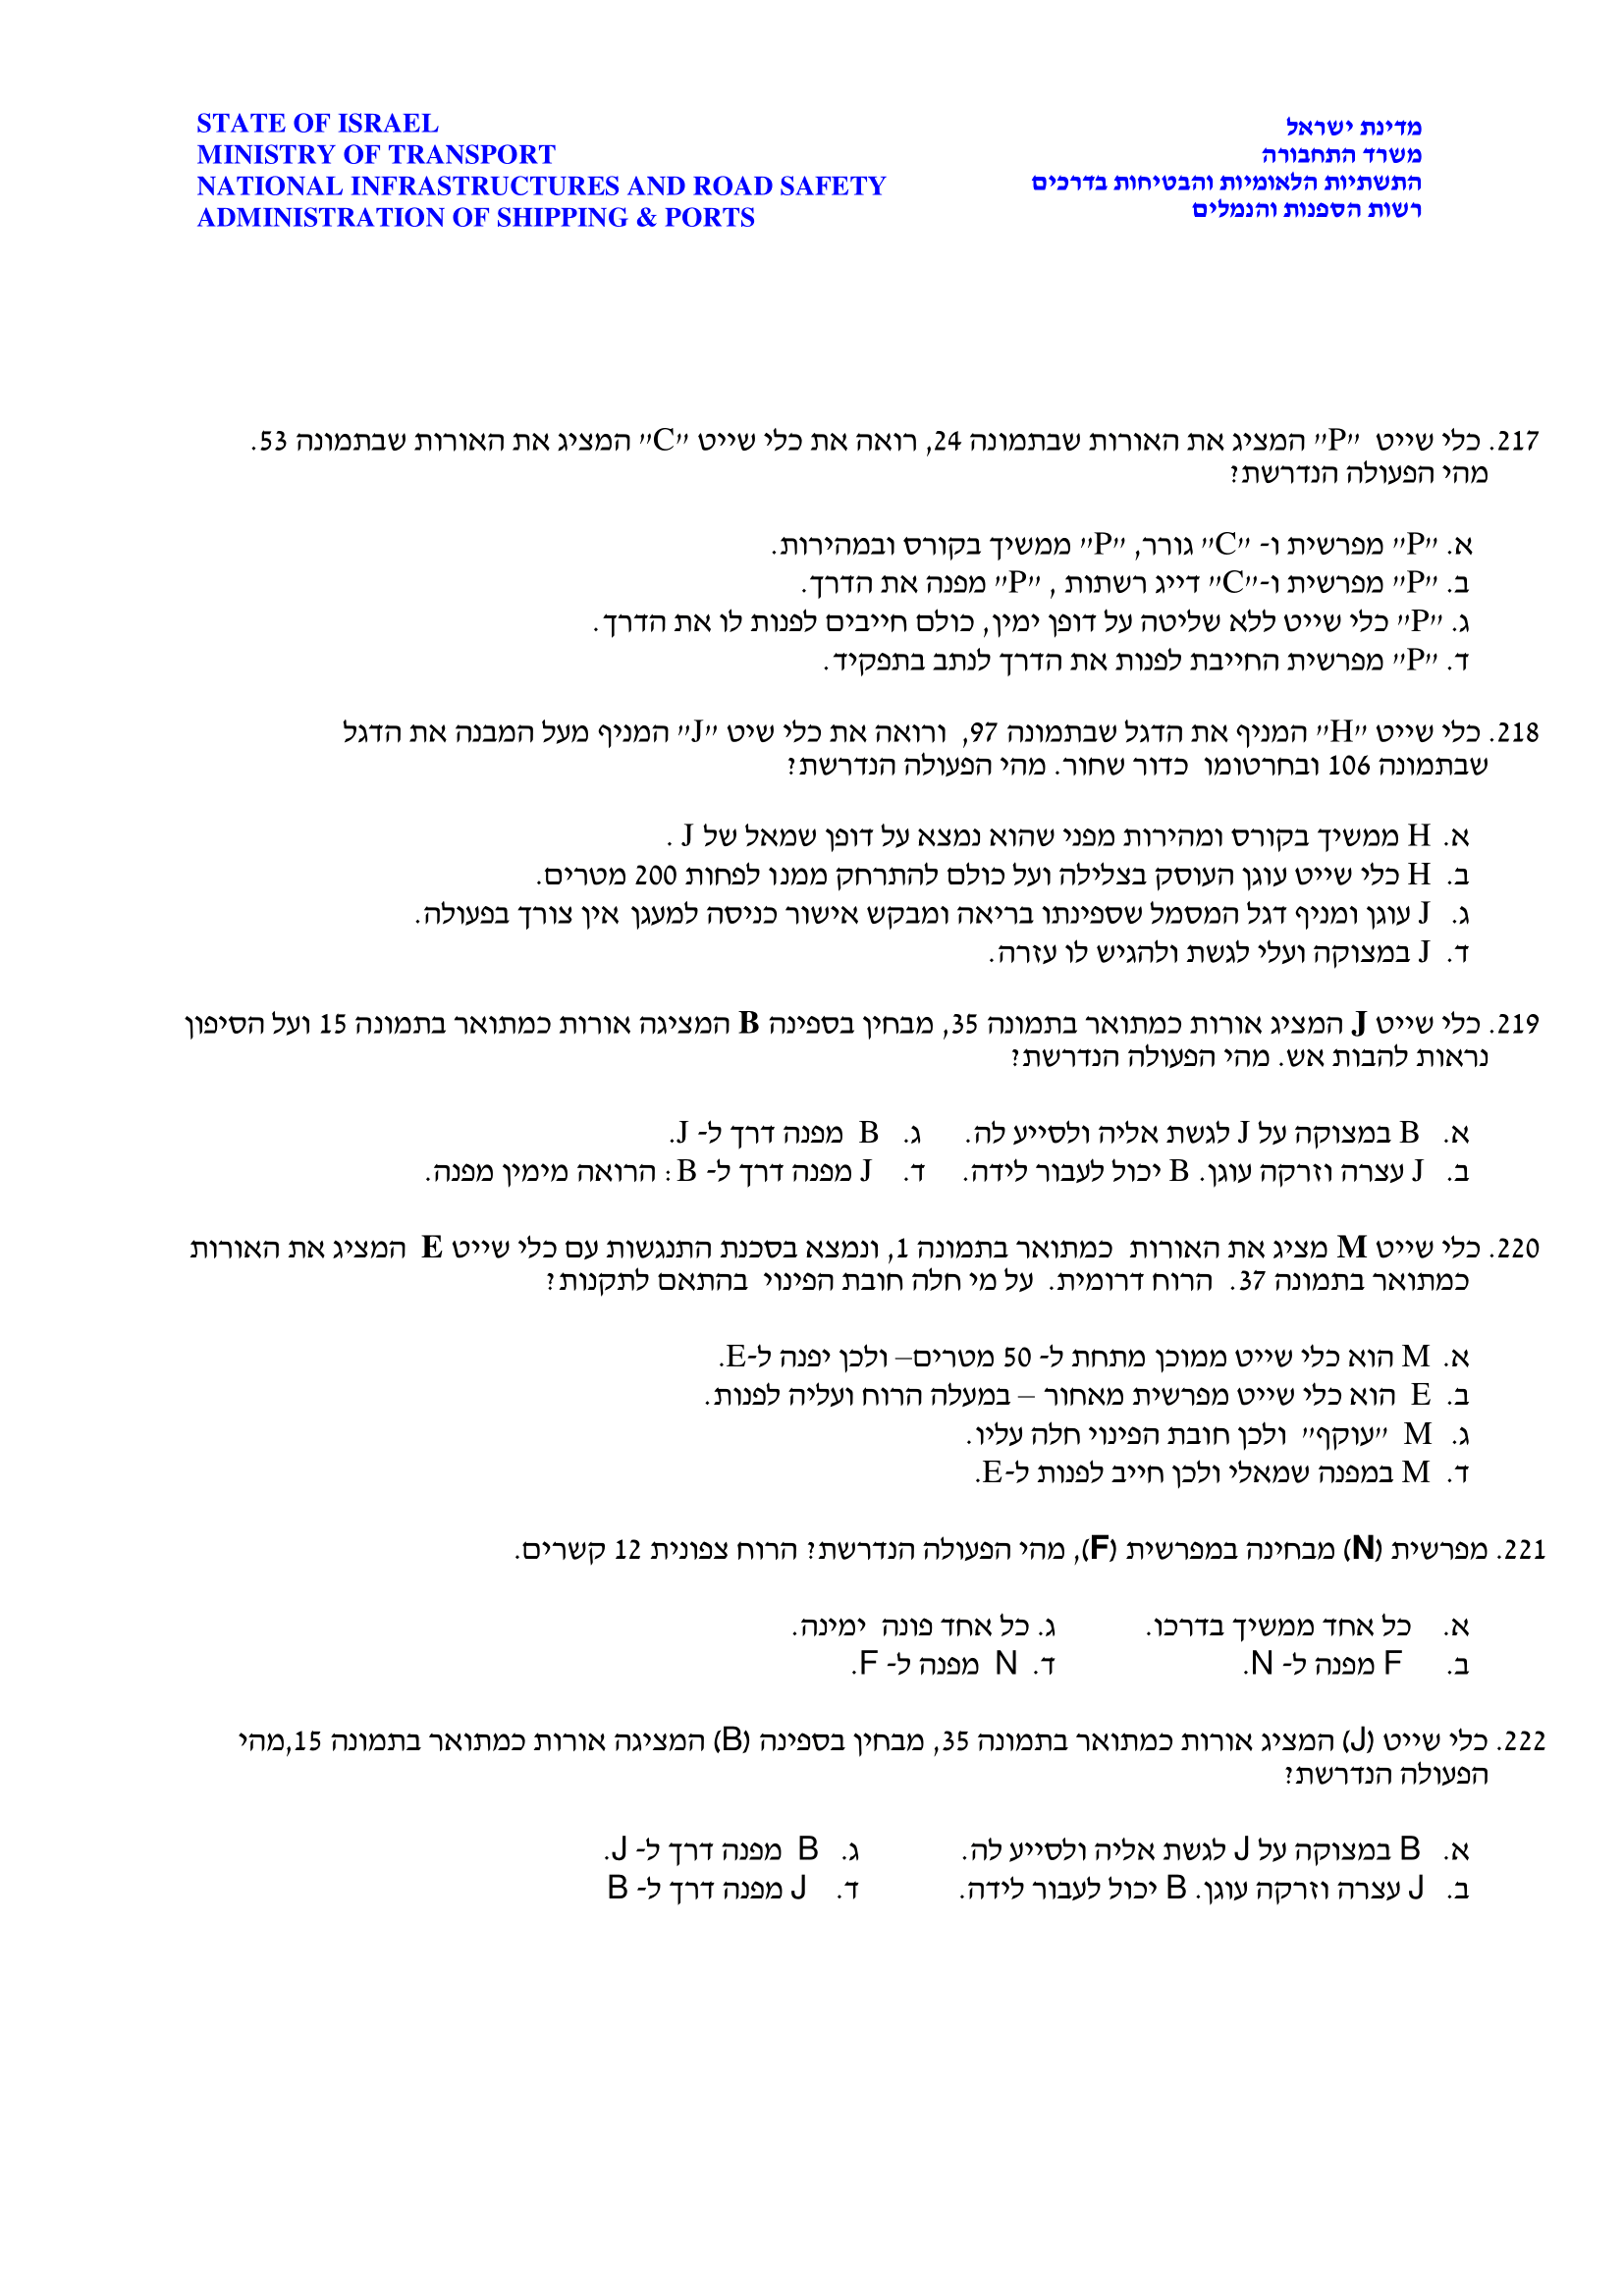 STATE OF ISRAEL
MINISTRY OF TRANSPORT
NATIONAL INFRASTRUCTURES AND ROAD SAFETY
ADMINISTRATION OF SHIPPING & PORTS
מדינת ישראל
משרד התחבורה
התשתיות הלאומיות והבטיחות בדרכים
רשות הספנות והנמלים
217. כלי שייט "P" המציג את האורות שבתמונה 24, רואה את כלי שייט "C" המציג את האורות שבתמונה 53.
מהי הפעולה הנדרשת?
א. "P" מפרשית ו- "C" גורר, "P" ממשיך בקורס ובמהירות.
ב. "P" מפרשית ו-"C" דייג רשתות , "P" מפנה את הדרך.
ג. "P" כלי שייט ללא שליטה על דופן ימין, כולם חייבים לפנות לו את הדרך.
ד. "P" מפרשית החייבת לפנות את הדרך לנתב בתפקיד.
218. כלי שייט "H" המניף את הדגל שבתמונה 97, ורואה את כלי שיט "J" המניף מעל המבנה את הדגל
שבתמונה 106 ובחרטומו כדור שחור. מהי הפעולה הנדרשת?
א. H ממשיך בקורס ומהירות מפני שהוא נמצא על דופן שמאל של J .
ב. H כלי שייט עוגן העוסק בצלילה ועל כולם להתרחק ממנו לפחות 200 מטרים.
ג. J עוגן ומניף דגל המסמל שספינתו בריאה ומבקש אישור כניסה למעגן אין צורך בפעולה.
ד. J במצוקה ועלי לגשת ולהגיש לו עזרה.
219. כלי שייט J המציג אורות כמתואר בתמונה 35, מבחין בספינה B המציגה אורות כמתואר בתמונה 15 ועל הסיפון
נראות להבות אש. מהי הפעולה הנדרשת?
א. B במצוקה על J לגשת אליה ולסייע לה. ג. B מפנה דרך ל- J.
ב. J עצרה וזרקה עוגן. B יכול לעבור לידה. ד. J מפנה דרך ל- B : הרואה מימין מפנה.
220. כלי שייט M מציג את האורות כמתואר בתמונה 1, ונמצא בסכנת התנגשות עם כלי שייט E המציג את האורות
כמתואר בתמונה 37. הרוח דרומית. על מי חלה חובת הפינוי בהתאם לתקנות?
א. M הוא כלי שייט ממוכן מתחת ל- 50 מטרים– ולכן יפנה ל-E.
ב. E הוא כלי שייט מפרשית מאחור – במעלה הרוח ועליה לפנות.
ג. M "עוקף" ולכן חובת הפינוי חלה עליו.
ד. M במפנה שמאלי ולכן חייב לפנות ל-E.
221. מפרשית (N) מבחינה במפרשית (F), מהי הפעולה הנדרשת? הרוח צפונית 12 קשרים.
א. כל אחד ממשיך בדרכו. ג. כל אחד פונה ימינה.
ב. F מפנה ל- N. ד. N מפנה ל- F.
222. כלי שייט (J) המציג אורות כמתואר בתמונה 35, מבחין בספינה (B) המציגה אורות כמתואר בתמונה 15,מהי
הפעולה הנדרשת?
א. B במצוקה על J לגשת אליה ולסייע לה. ג. B מפנה דרך ל- J.
ב. J עצרה וזרקה עוגן. B יכול לעבור לידה. ד. J מפנה דרך ל- B